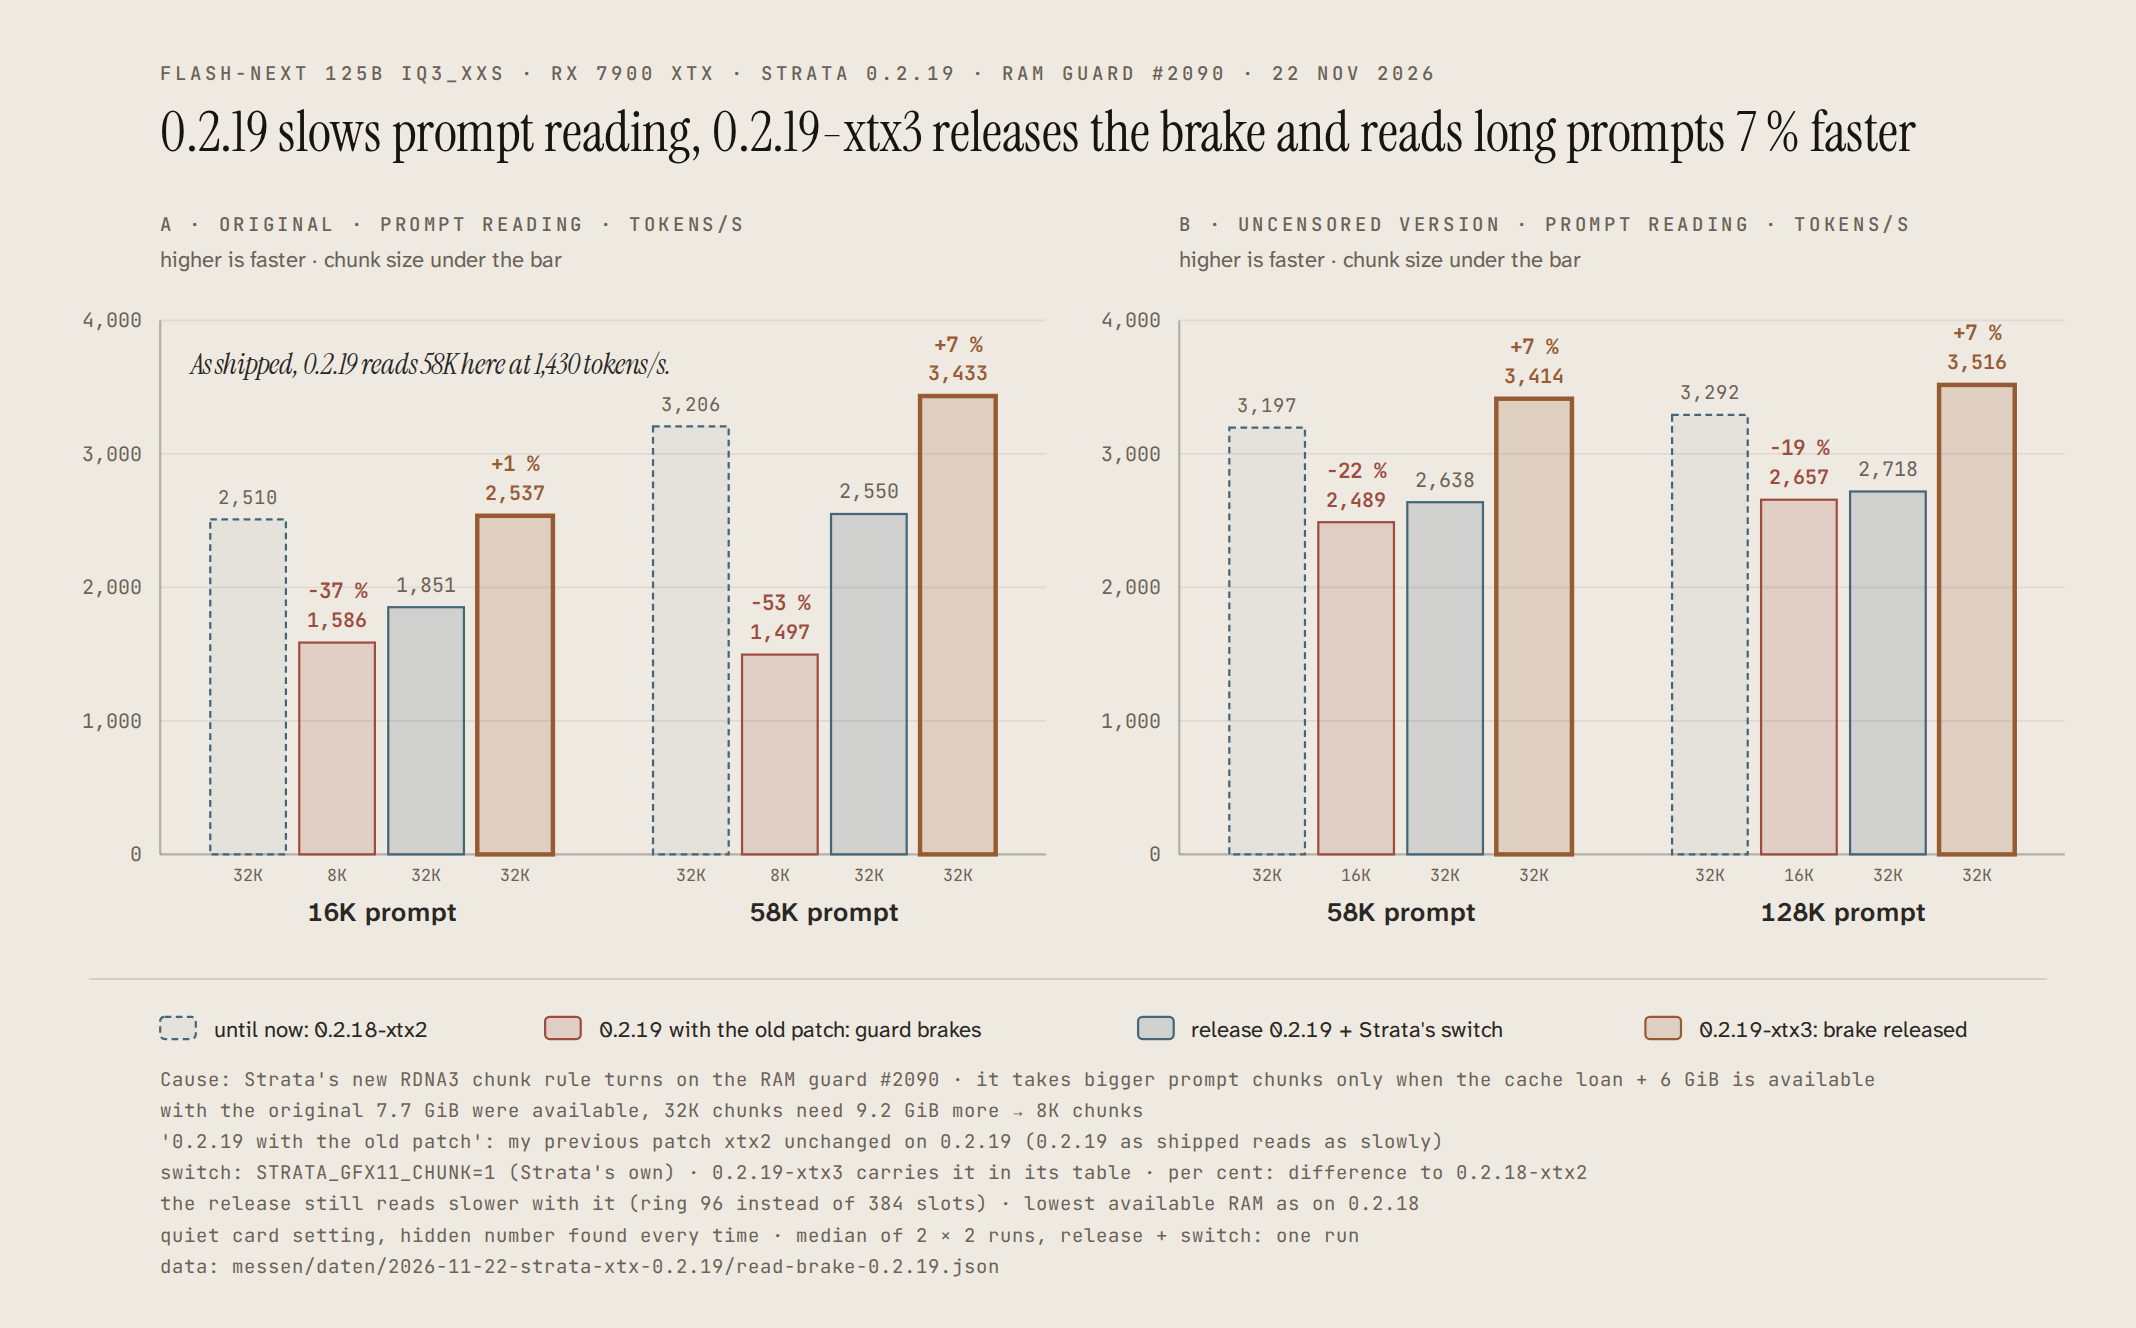 FLASH-NEXT 125B IQ3_XXS · RX 7900 XTX · STRATA 0.2.19 · RAM GUARD #2090 · 22 NOV 2026
0.2.19 slows prompt reading, 0.2.19-xtx3 releases the brake and reads long prompts 7 % faster
A · ORIGINAL · PROMPT READING · TOKENS/S
higher is faster · chunk size under the bar
4,000
3,000
2,000
1,000
0
As shipped, 0.2.19 reads 58K here at 1,430 tokens/s.
2,510
-37 %
1,586
1,851
+1 %
2,537
3,206
-53 %
1,497
2,550
+7 %
3,433
32K 8K 32K 32K
32K 8K 32K 32K
16K prompt
58K prompt
B · UNCENSORED VERSION · PROMPT READING · TOKENS/S
higher is faster · chunk size under the bar
4,000
3,000
2,000
1,000
0
3,197
-22 %
2,489
2,638
+7 %
3,414
3,292
-19 %
2,657
2,718
+7 %
3,516
32K 16K 32K 32K
32K 16K 32K 32K
58K prompt
128K prompt
until now: 0.2.18-xtx2
0.2.19 with the old patch: guard brakes
release 0.2.19 + Strata's switch
0.2.19-xtx3: brake released
Cause: Strata's new RDNA3 chunk rule turns on the RAM guard #2090 · it takes bigger prompt chunks only when the cache loan + 6 GiB is available
with the original 7.7 GiB were available, 32K chunks need 9.2 GiB more → 8K chunks
'0.2.19 with the old patch': my previous patch xtx2 unchanged on 0.2.19 (0.2.19 as shipped reads as slowly)
switch: STRATA_GFX11_CHUNK=1 (Strata's own) · 0.2.19-xtx3 carries it in its table · per cent: difference to 0.2.18-xtx2
the release still reads slower with it (ring 96 instead of 384 slots) · lowest available RAM as on 0.2.18
quiet card setting, hidden number found every time · median of 2 × 2 runs, release + switch: one run
data: messen/daten/2026-11-22-strata-xtx-0.2.19/read-brake-0.2.19.json